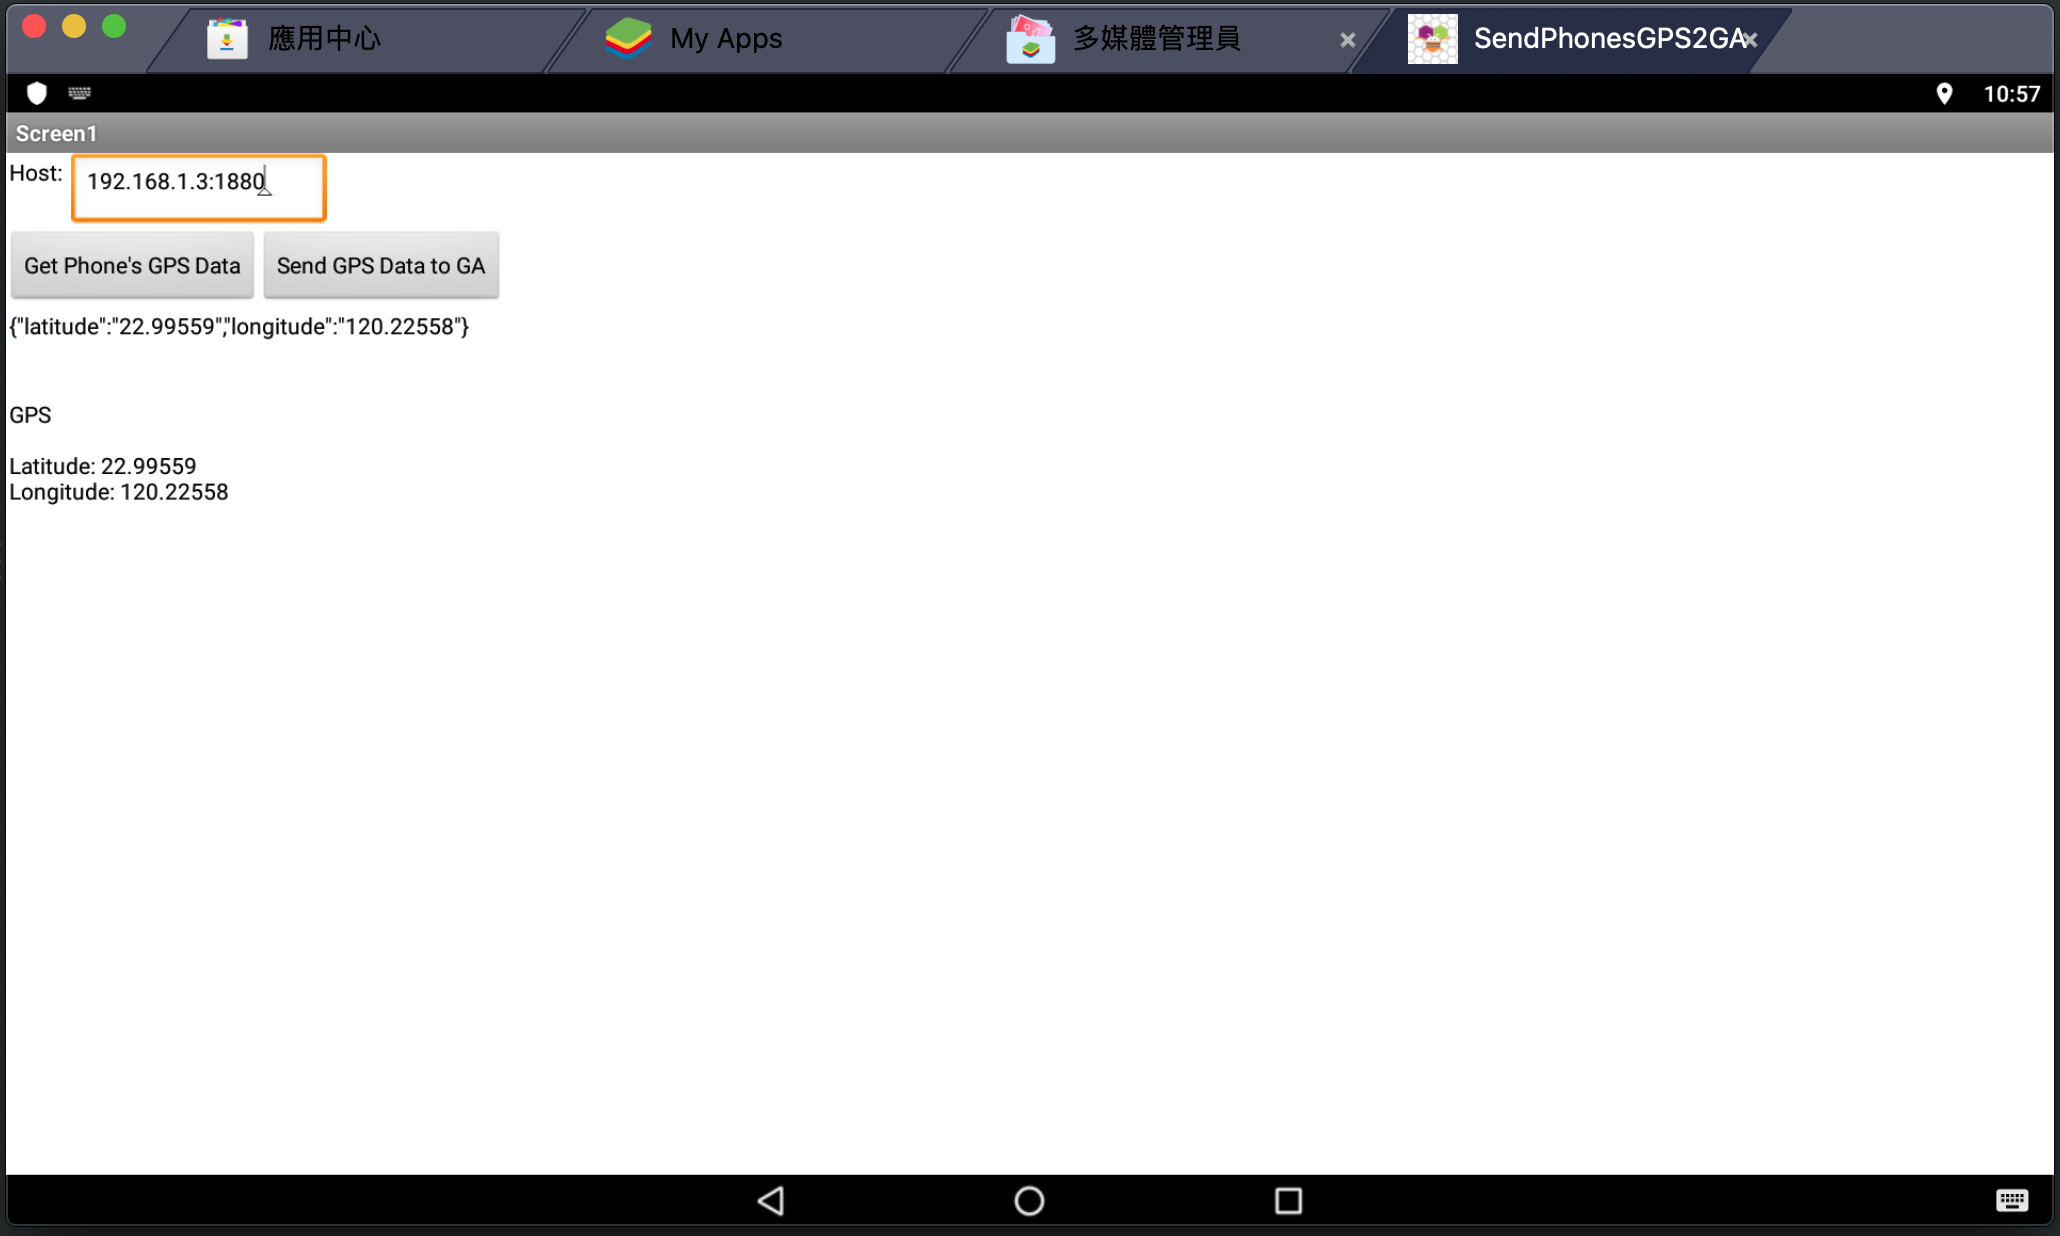 應用中心
My Apps
多媒體管理員
SendPhonesGPS2GA
10:57
Screen1
Host: 192.168.1.3:1880
Get Phone's GPS Data
Send GPS Data to GA
{"latitude":"22.99559","longitude":"120.22558"}
GPS
Latitude: 22.99559
Longitude: 120.22558